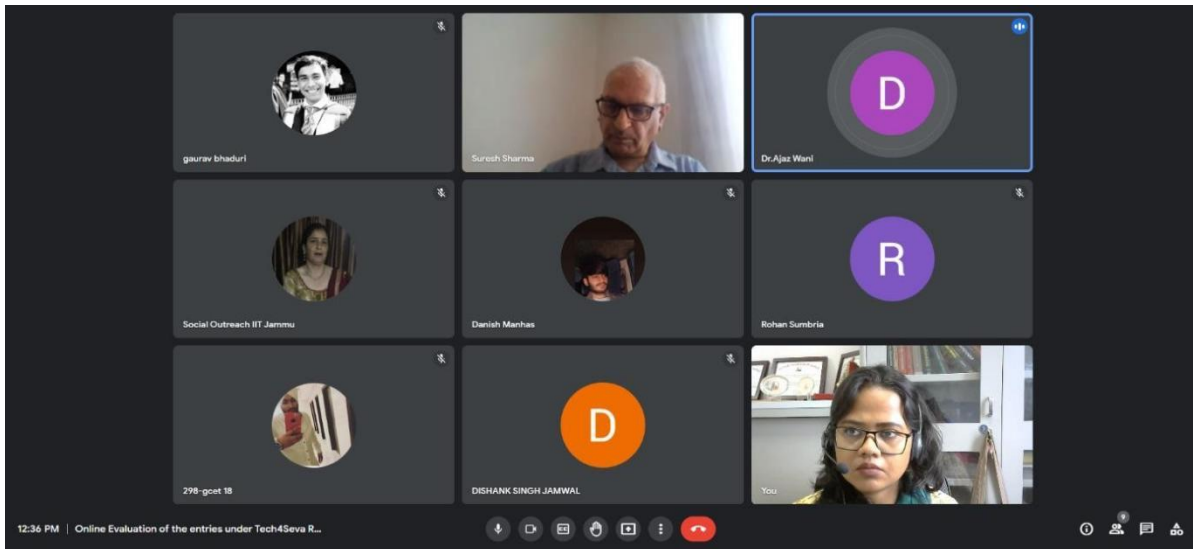 gaurav bhaduri
Suresh Sharma
D
Dr.Ajaz Wani
Social Outreach IIT Jammu
Danish Manhas
R
Rohan Sumbria
298-gcet 18
D
DISHANK SINGH JAMWAL
You
12:36 PM | Online Evaluation of the entries under Tech4Seva R...
CC
9